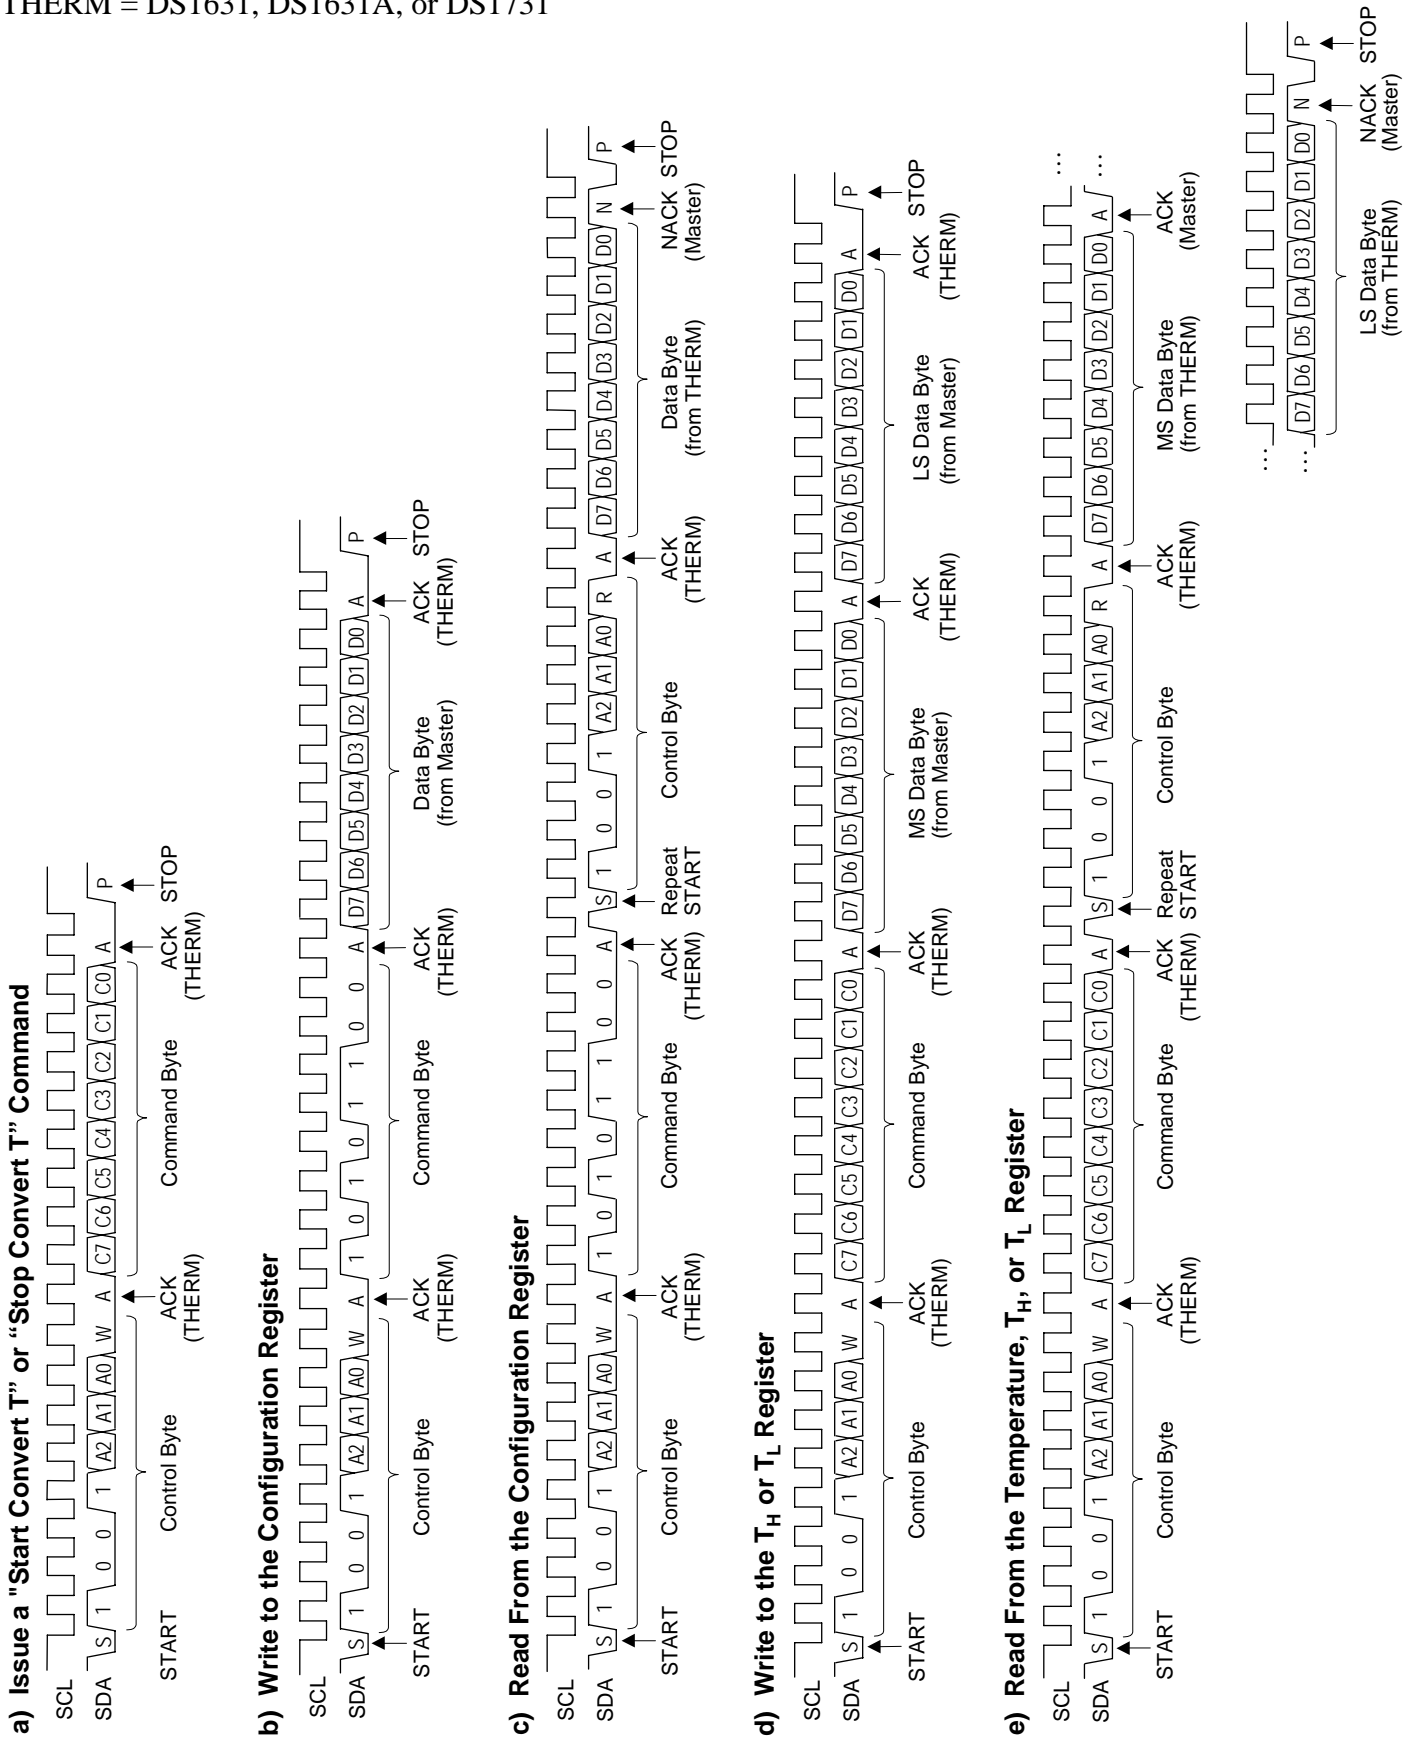 THERM = DS1631, DS1631A, or DS1731
a) Issue a "Start Convert T” or “Stop Convert T” Command
SCL
SDA S 1 0 0 1 A2 A1 A0 W A C7 C6 C5 C4 C3 C2 C1 C0 A P
START Control Byte ACK (THERM) Command Byte ACK (THERM) STOP
b) Write to the Configuration Register
SCL
SDA S 1 0 0 1 A2 A1 A0 W A 1 0 1 0 1 1 0 0 A D7 D6 D5 D4 D3 D2 D1 D0 A P
START Control Byte ACK (THERM) Command Byte ACK (THERM) Data Byte (from Master) ACK (THERM) STOP
c) Read From the Configuration Register
SCL
SDA S 1 0 0 1 A2 A1 A0 W A 1 0 1 0 1 1 0 0 A S 1 0 0 1 A2 A1 A0 R A D7 D6 D5 D4 D3 D2 D1 D0 N P
START Control Byte ACK (THERM) Command Byte ACK (THERM) Repeat START Control Byte ACK (THERM) Data Byte (from THERM) NACK (Master) STOP
d) Write to the TH or TL Register
SCL
SDA S 1 0 0 1 A2 A1 A0 W A C7 C6 C5 C4 C3 C2 C1 C0 A D7 D6 D5 D4 D3 D2 D1 D0 A D7 D6 D5 D4 D3 D2 D1 D0 A P
START Control Byte ACK (THERM) Command Byte ACK (THERM) MS Data Byte (from Master) ACK (THERM) LS Data Byte (from Master) ACK (THERM) STOP
e) Read From the Temperature, TH, or TL Register
SCL ...
SDA S 1 0 0 1 A2 A1 A0 W A C7 C6 C5 C4 C3 C2 C1 C0 A S 1 0 0 1 A2 A1 A0 R A D7 D6 D5 D4 D3 D2 D1 D0 A ...
START Control Byte ACK (THERM) Command Byte ACK (THERM) Repeat START Control Byte ACK (THERM) MS Data Byte (from THERM) ACK (Master)
...
... D7 D6 D5 D4 D3 D2 D1 D0 N P
LS Data Byte (from THERM) NACK (Master) STOP